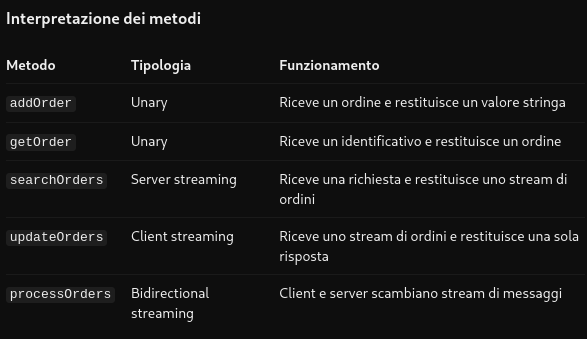 Interpretazione dei metodi
Metodo Tipologia Funzionamento
addOrder Unary Riceve un ordine e restituisce un valore stringa
getOrder Unary Riceve un identificativo e restituisce un ordine
searchOrders Server streaming Riceve una richiesta e restituisce uno stream di
ordini
updateOrders Client streaming Riceve uno stream di ordini e restituisce una sola
risposta
processOrders Bidirectional Client e server scambiano stream di messaggi
streaming